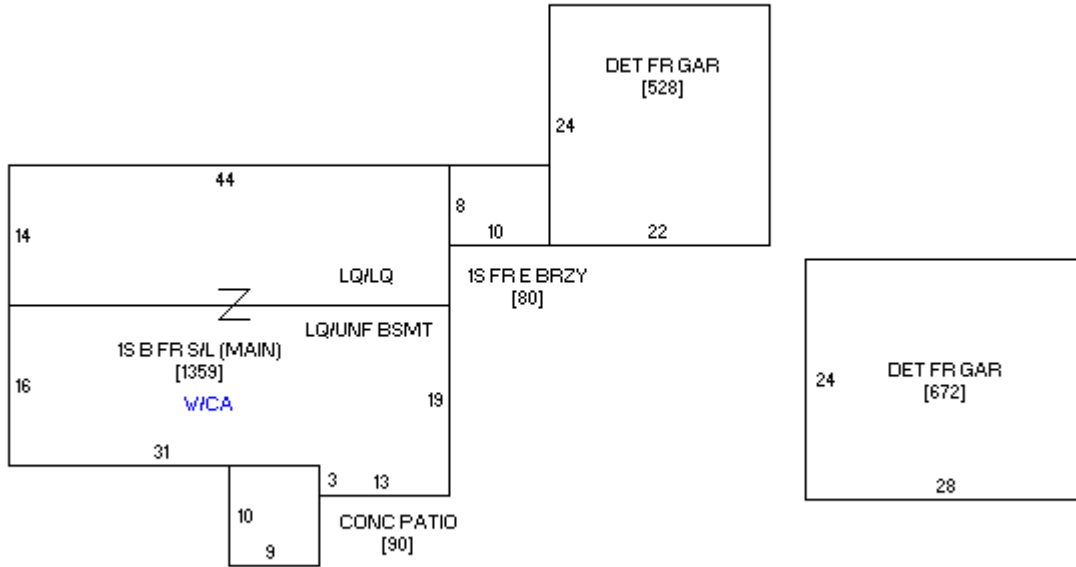 DET FR GAR
[528]
24
44
8
14
10
22
LQ/LQ
1S FR E BRZY
[80]
LQ/UNF BSMT
1S B FR S/L (MAIN)
[1359]
24
DET FR GAR
[672]
16
W/CA
19
31
3
13
28
10
CONC PATIO
[90]
9